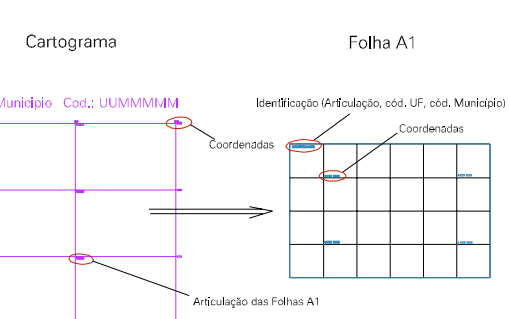 Cartograma
Folha A1
Municipio Cod.: UUMMMMM
Identificação (Articulação, cód. UF, cód. Município)
Coordenadas
Coordenadas
Articulação das Folhas A1